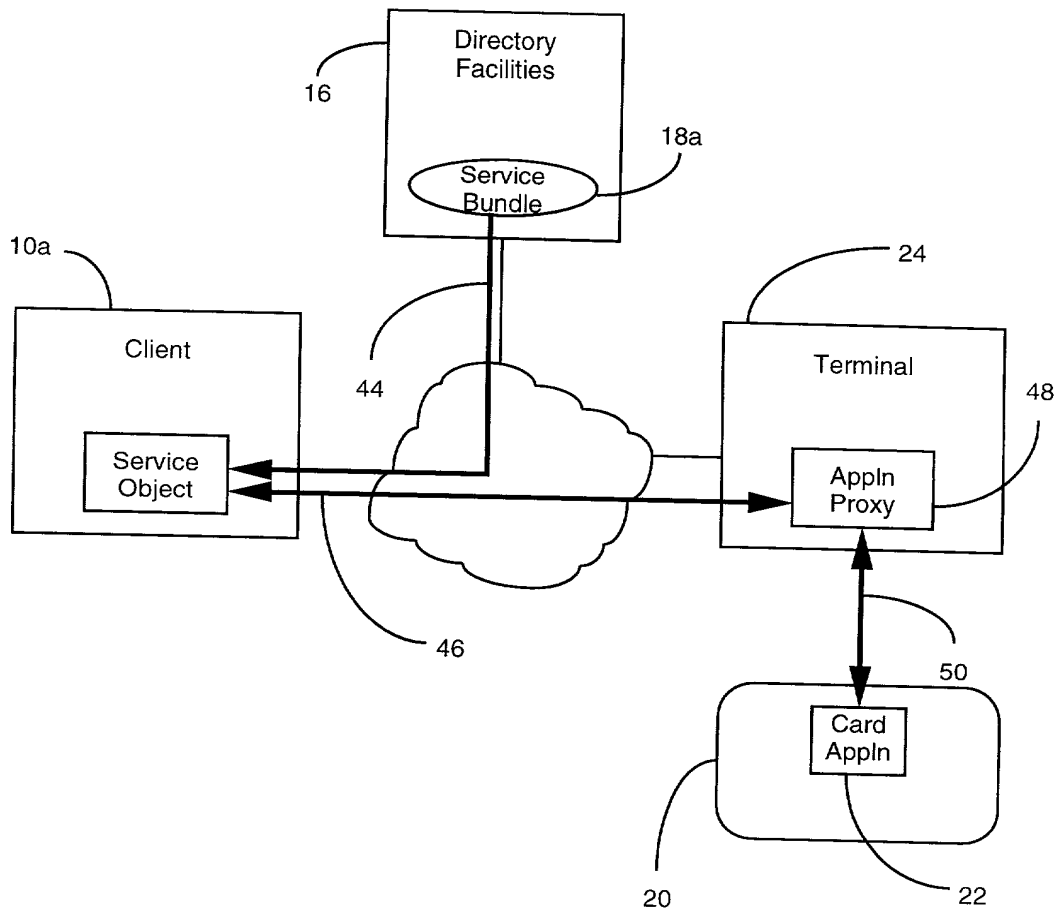 Directory
Facilities
16
18a
Service
Bundle
10a
24
Client
Terminal
44
48
Service
Object
Appln
Proxy
46
50
Card
Appln
20
22